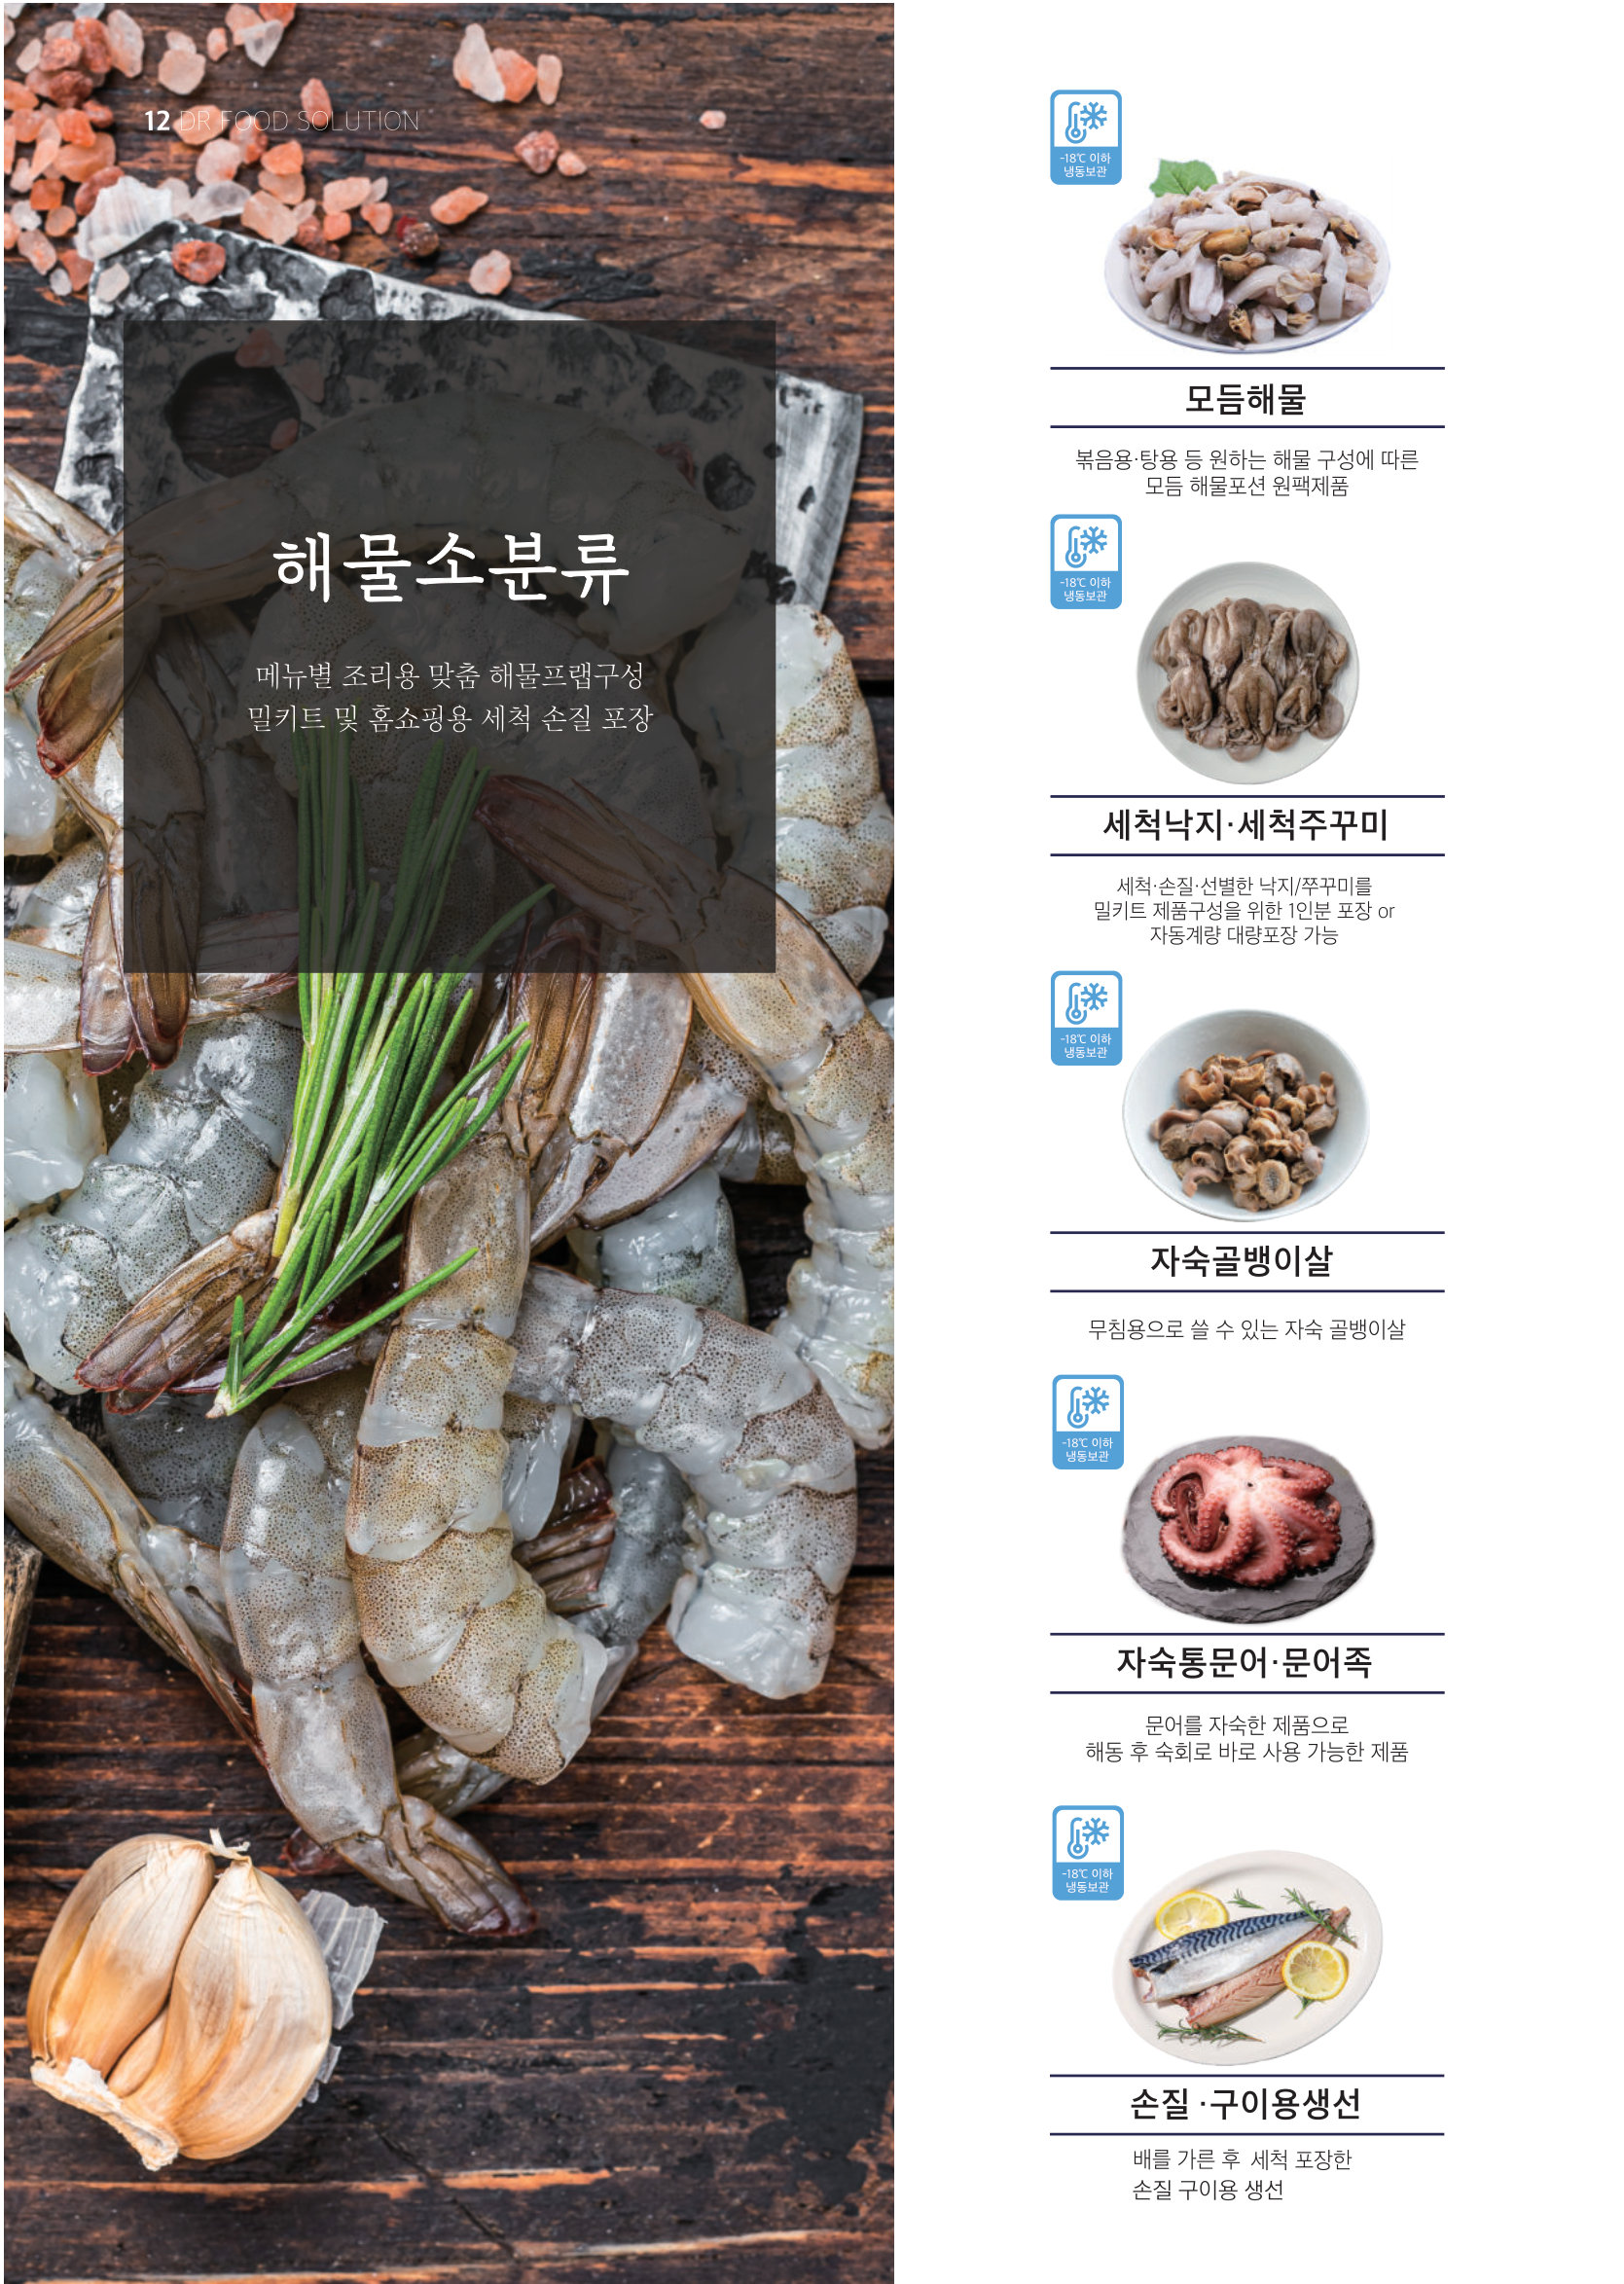 12 DR FOOD SOLUTION
해물소분류
메뉴별 조리용 맞춤 해물프랩구성
밀키트 및 홈쇼핑용 세척 손질 포장
-18℃ 이하
냉동보관
모듬해물
볶음용·탕용 등 원하는 해물 구성에 따른
모듬 해물포션 원팩제품
-18℃ 이하
냉동보관
세척낙지·세척주꾸미
세척·손질·선별한 낙지/쭈꾸미를
밀키트 제품구성을 위한 1인분 포장 or
자동계량 대량포장 가능
-18℃ 이하
냉동보관
자숙골뱅이살
무침용으로 쓸 수 있는 자숙 골뱅이살
-18℃ 이하
냉동보관
자숙통문어·문어족
문어를 자숙한 제품으로
해동 후 숙회로 바로 사용 가능한 제품
-18℃ 이하
냉동보관
손질 ·구이용생선
배를 가른 후 세척 포장한
손질 구이용 생선